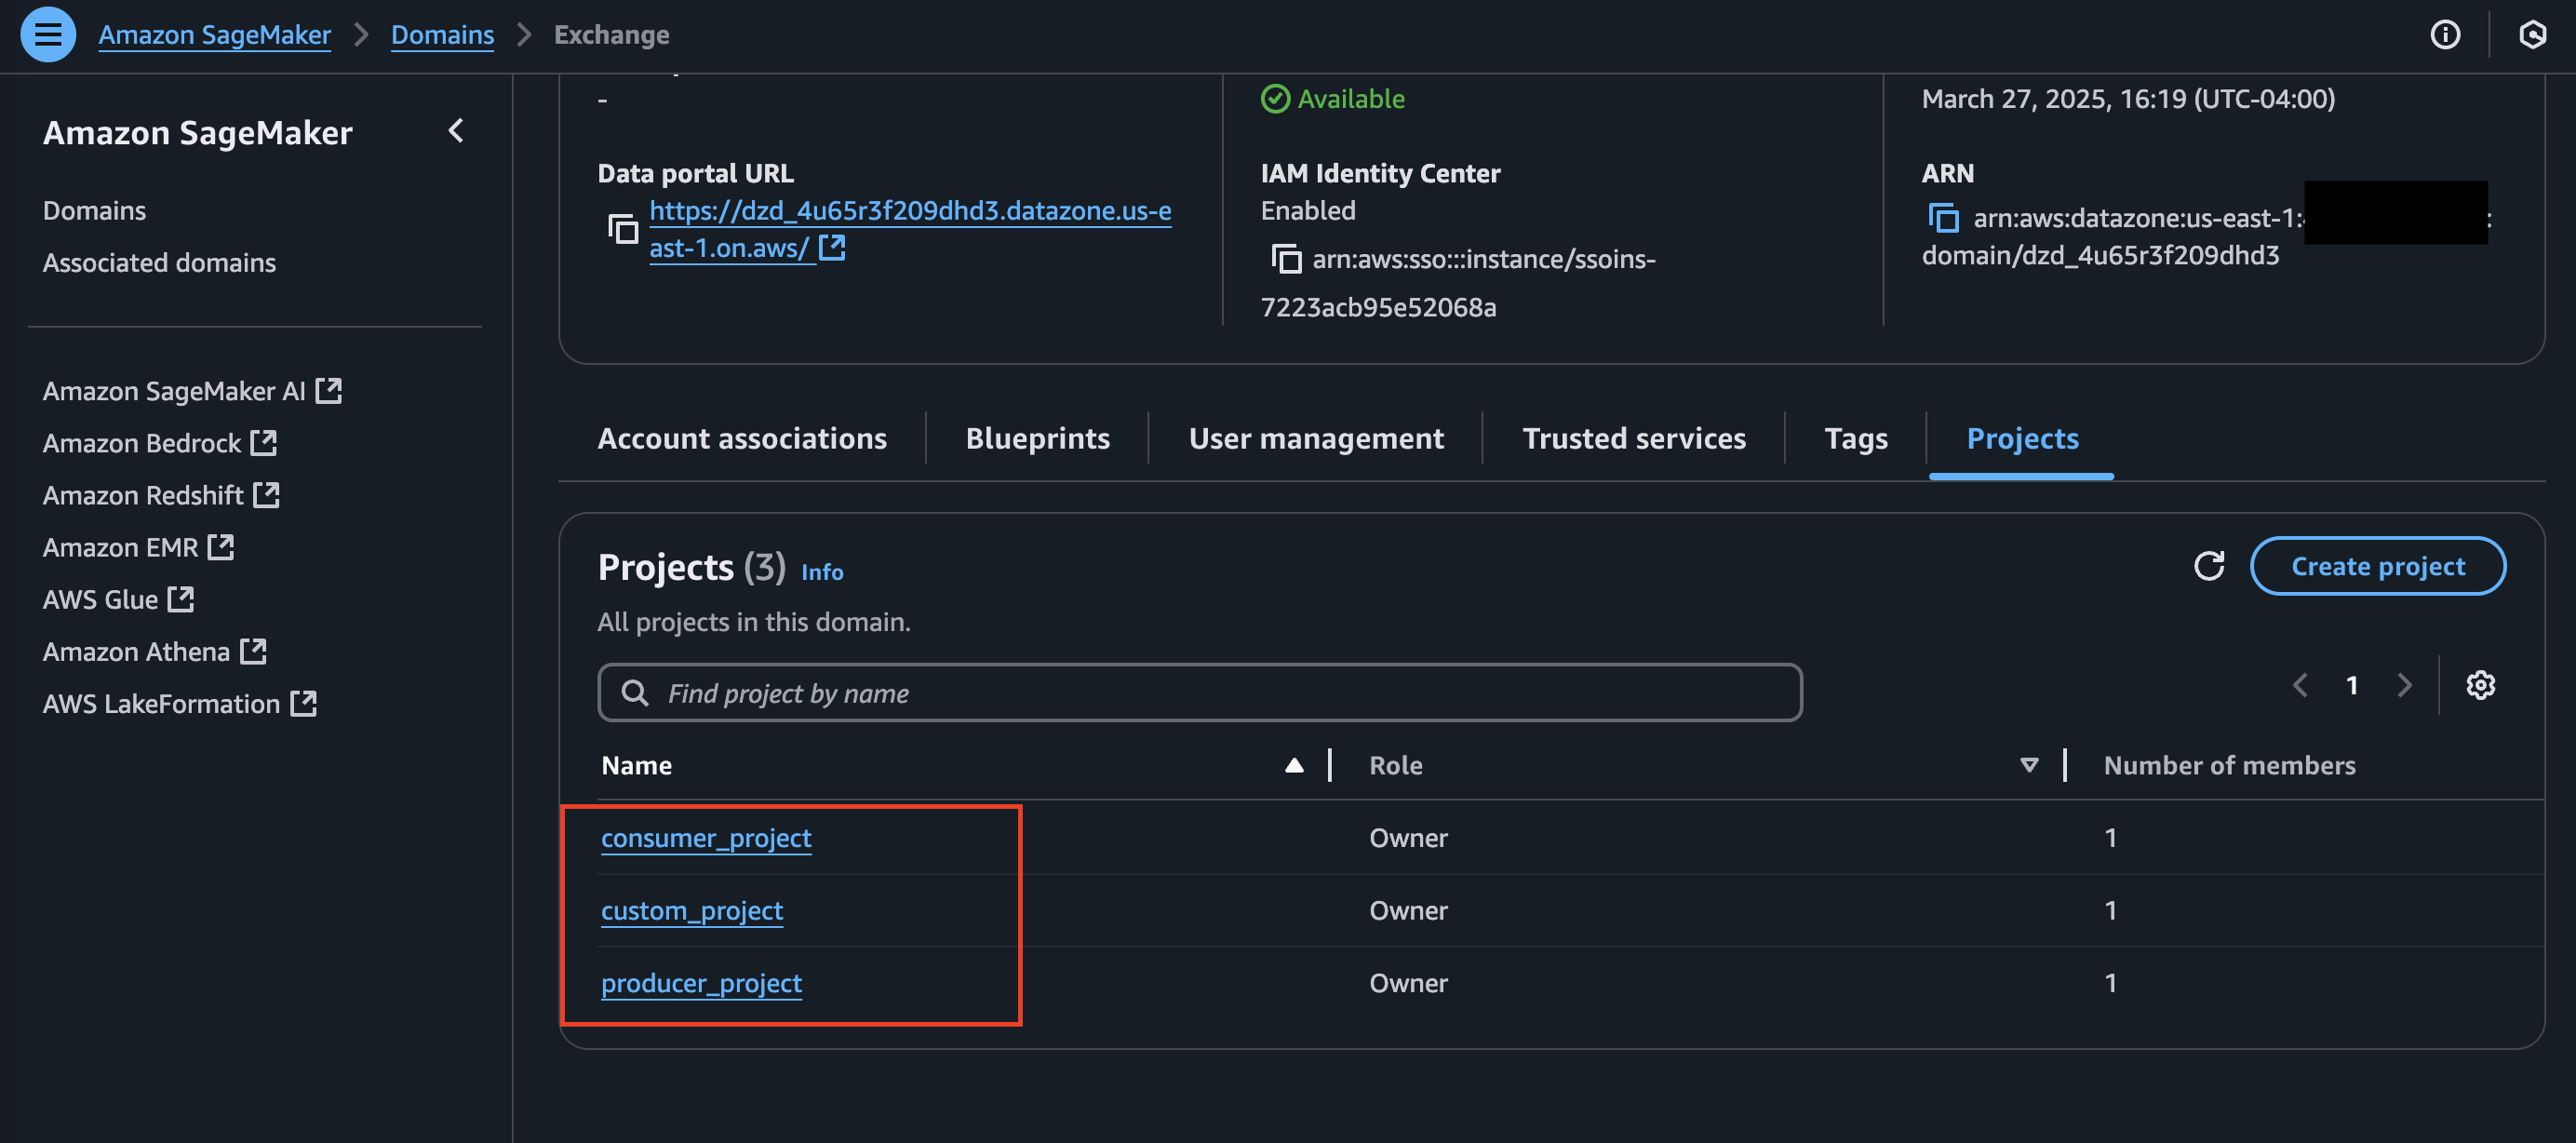 Amazon SageMaker > Domains > Exchange
Amazon SageMaker
Domains
Associated domains
Amazon SageMaker AI
Amazon Bedrock
Amazon Redshift
Amazon EMR
AWS Glue
Amazon Athena
AWS LakeFormation
-
Data portal URL
https://dzd_4u65r3f209dhd3.datazone.us-e
ast-1.on.aws/
Available
IAM Identity Center
Enabled
arn:aws:sso:::instance/ssoins-
7223acb95e52068a
March 27, 2025, 16:19 (UTC-04:00)
ARN
arn:aws:datazone:us-east-1: :
domain/dzd_4u65r3f209dhd3
Account associations
Blueprints
User management
Trusted services
Tags
Projects
Projects (3) Info
Create project
All projects in this domain.
Find project by name
1
Name Role Number of members
consumer_project Owner 1
custom_project Owner 1
producer_project Owner 1